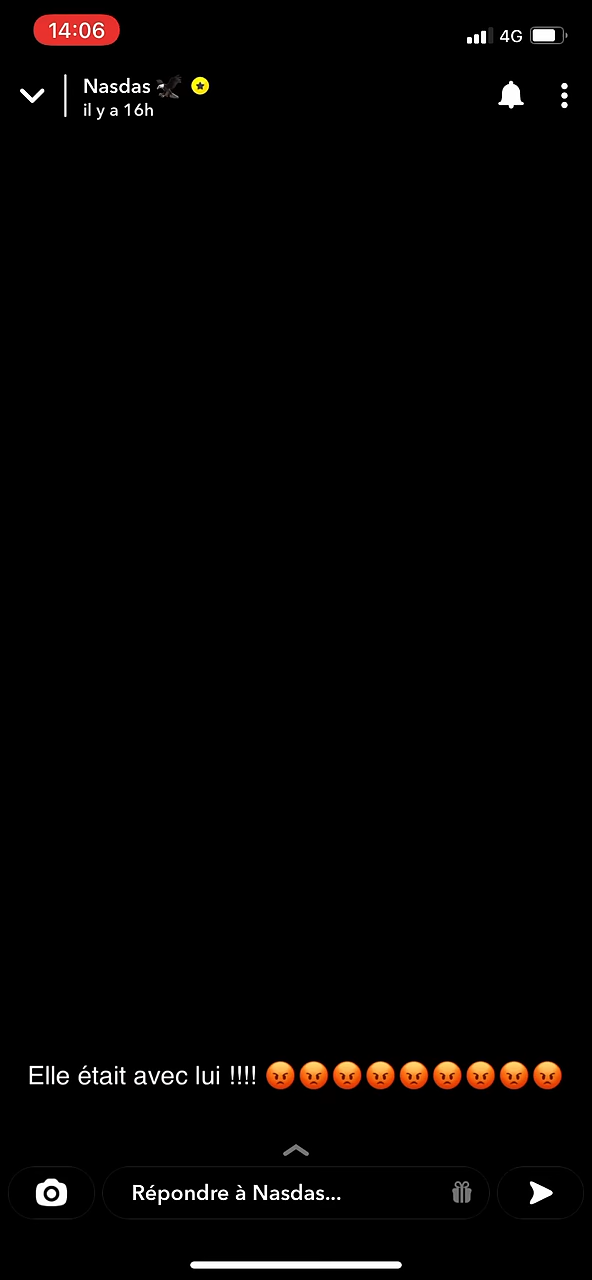 14:06
4G
Nasdas 🦅
il y a 16h
Elle était avec lui !!!! 😡😡😡😡😡😡😡😡😡
Répondre à Nasdas...